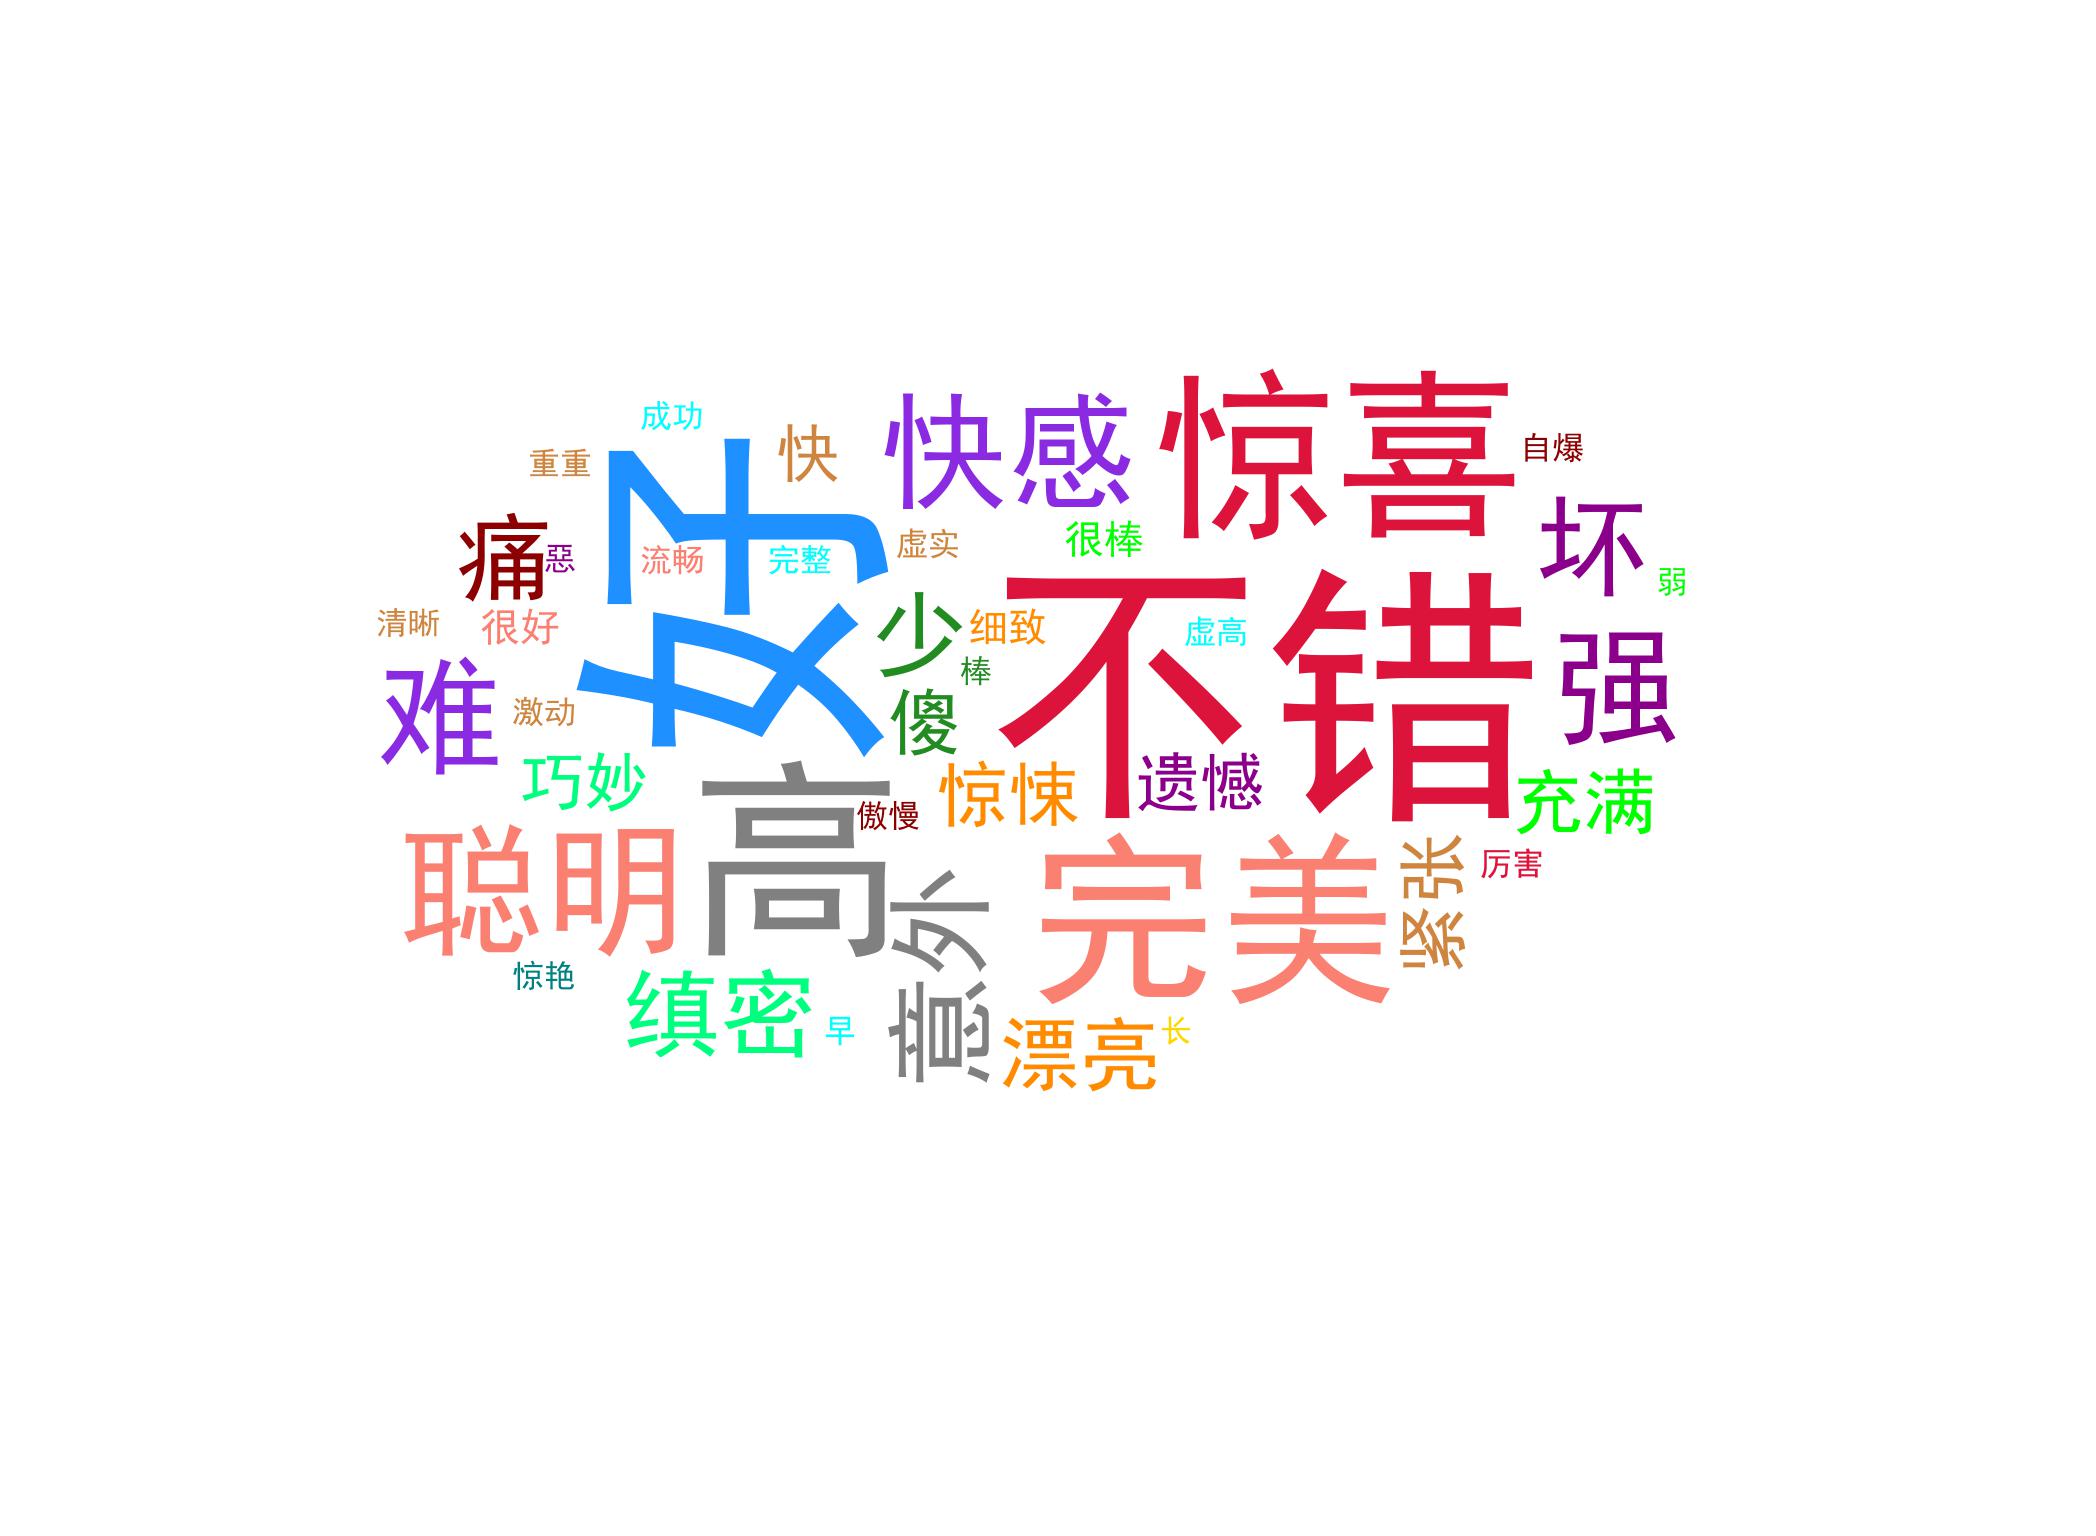 惊喜
快感
成功
快
自爆
重重
好
坏
痛
惡
流畅
完整
虚实
很棒
弱
清晰
很好
少
细致
不错
虚高
强
棒
难
激动
傻
巧妙
高
傲慢
惊悚
遗憾
充满
聪明
意外
完美
紧张
厉害
惊艳
缜密
早
漂亮
长